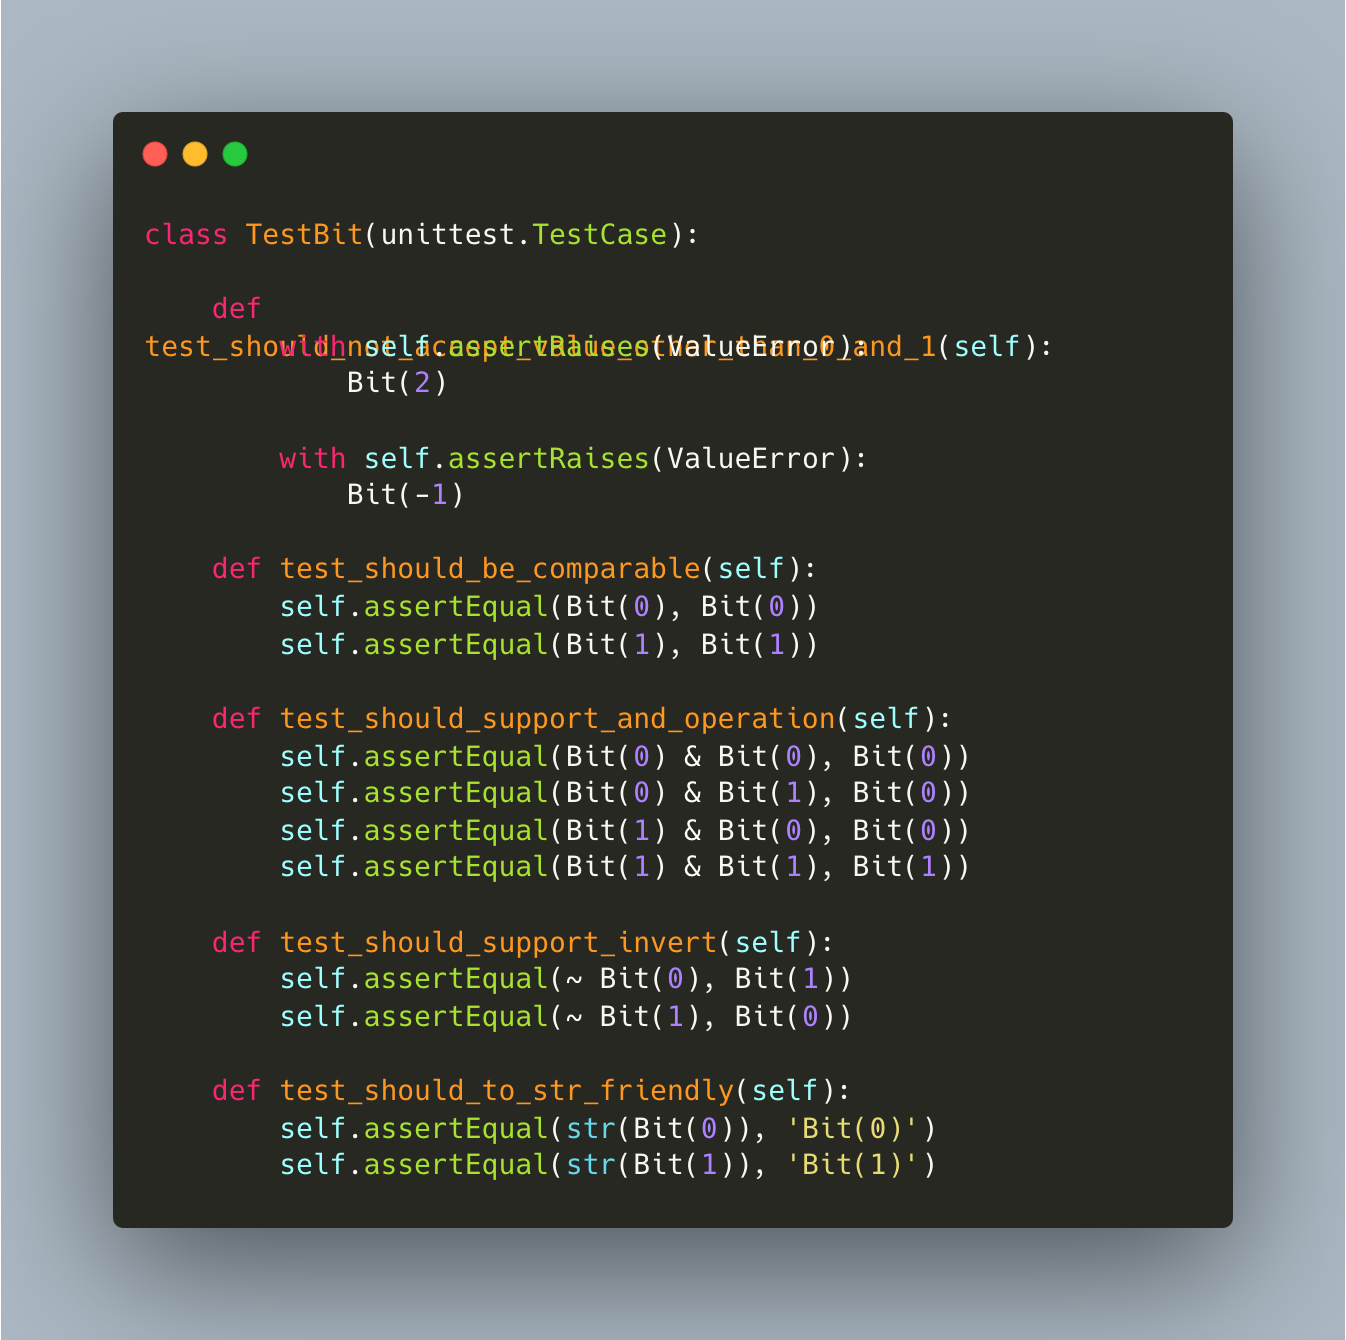 class TestBit(unittest.TestCase):
    def
test_should_not_accept_value_other_than_0_and_1(self):
        with self.assertRaises(ValueError):
            Bit(2)
        with self.assertRaises(ValueError):
            Bit(-1)
    def test_should_be_comparable(self):
        self.assertEqual(Bit(0), Bit(0))
        self.assertEqual(Bit(1), Bit(1))
    def test_should_support_and_operation(self):
        self.assertEqual(Bit(0) & Bit(0), Bit(0))
        self.assertEqual(Bit(0) & Bit(1), Bit(0))
        self.assertEqual(Bit(1) & Bit(0), Bit(0))
        self.assertEqual(Bit(1) & Bit(1), Bit(1))
    def test_should_support_invert(self):
        self.assertEqual(~ Bit(0), Bit(1))
        self.assertEqual(~ Bit(1), Bit(0))
    def test_should_to_str_friendly(self):
        self.assertEqual(str(Bit(0)), 'Bit(0)')
        self.assertEqual(str(Bit(1)), 'Bit(1)')